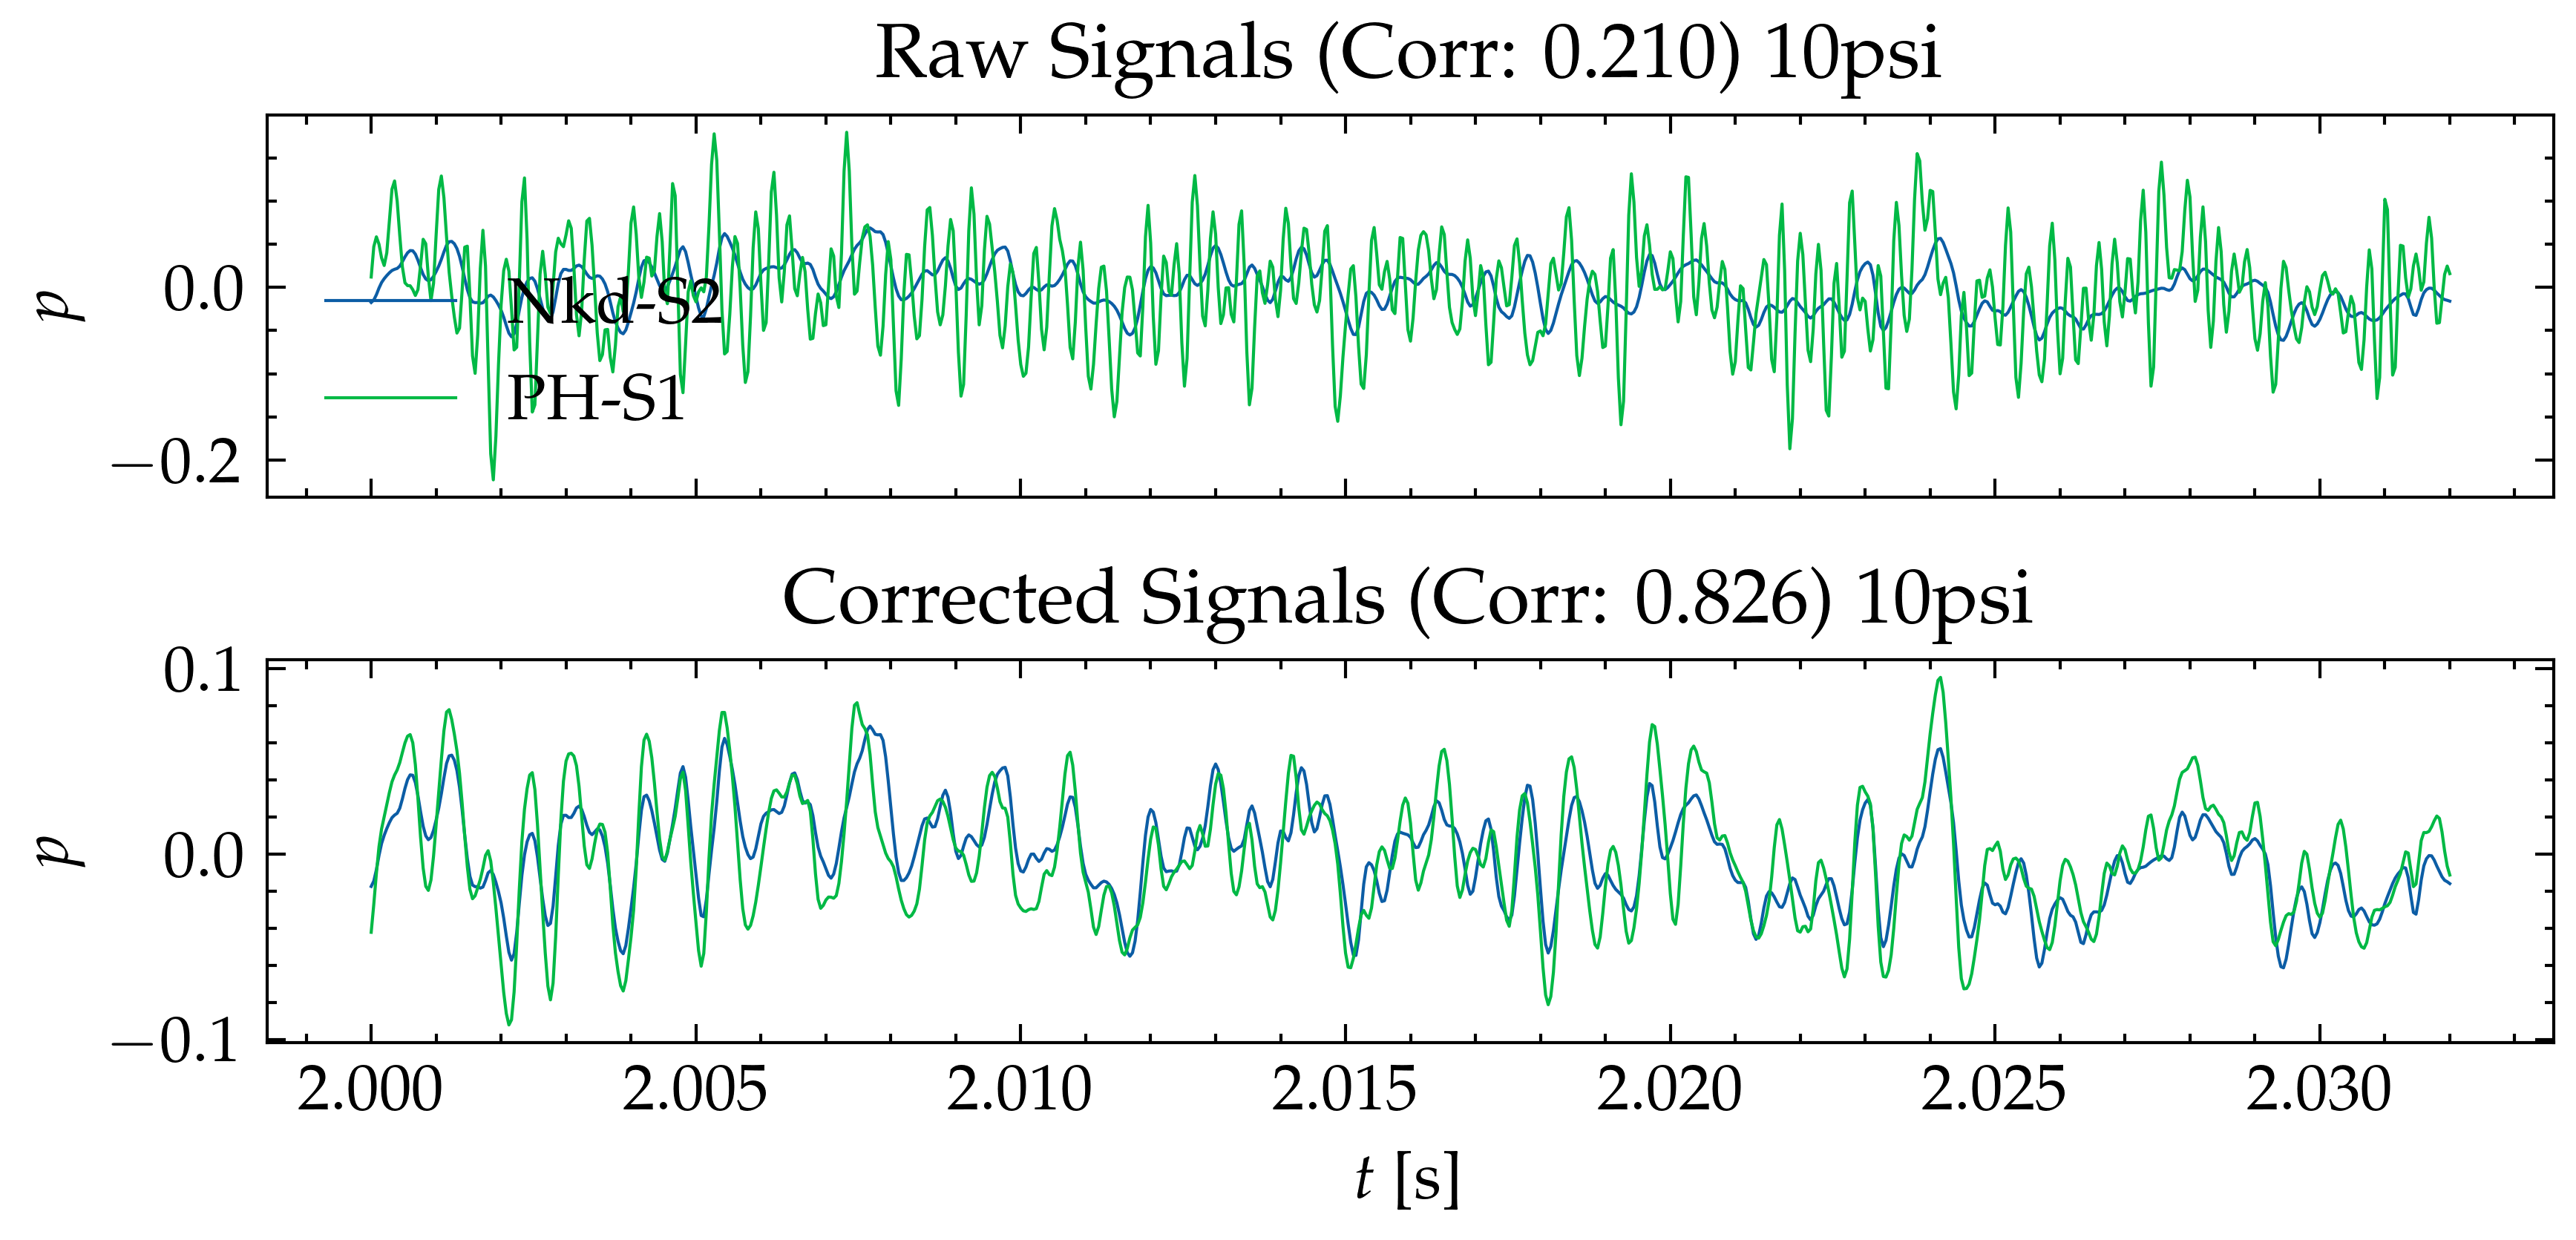 Raw Signals (Corr: 0.210) 10psi
p
0.0
−0.2
Nkd-S2
PH-S1
Corrected Signals (Corr: 0.826) 10psi
p
0.1
0.0
−0.1
2.000 2.005 2.010 2.015 2.020 2.025 2.030
t [s]